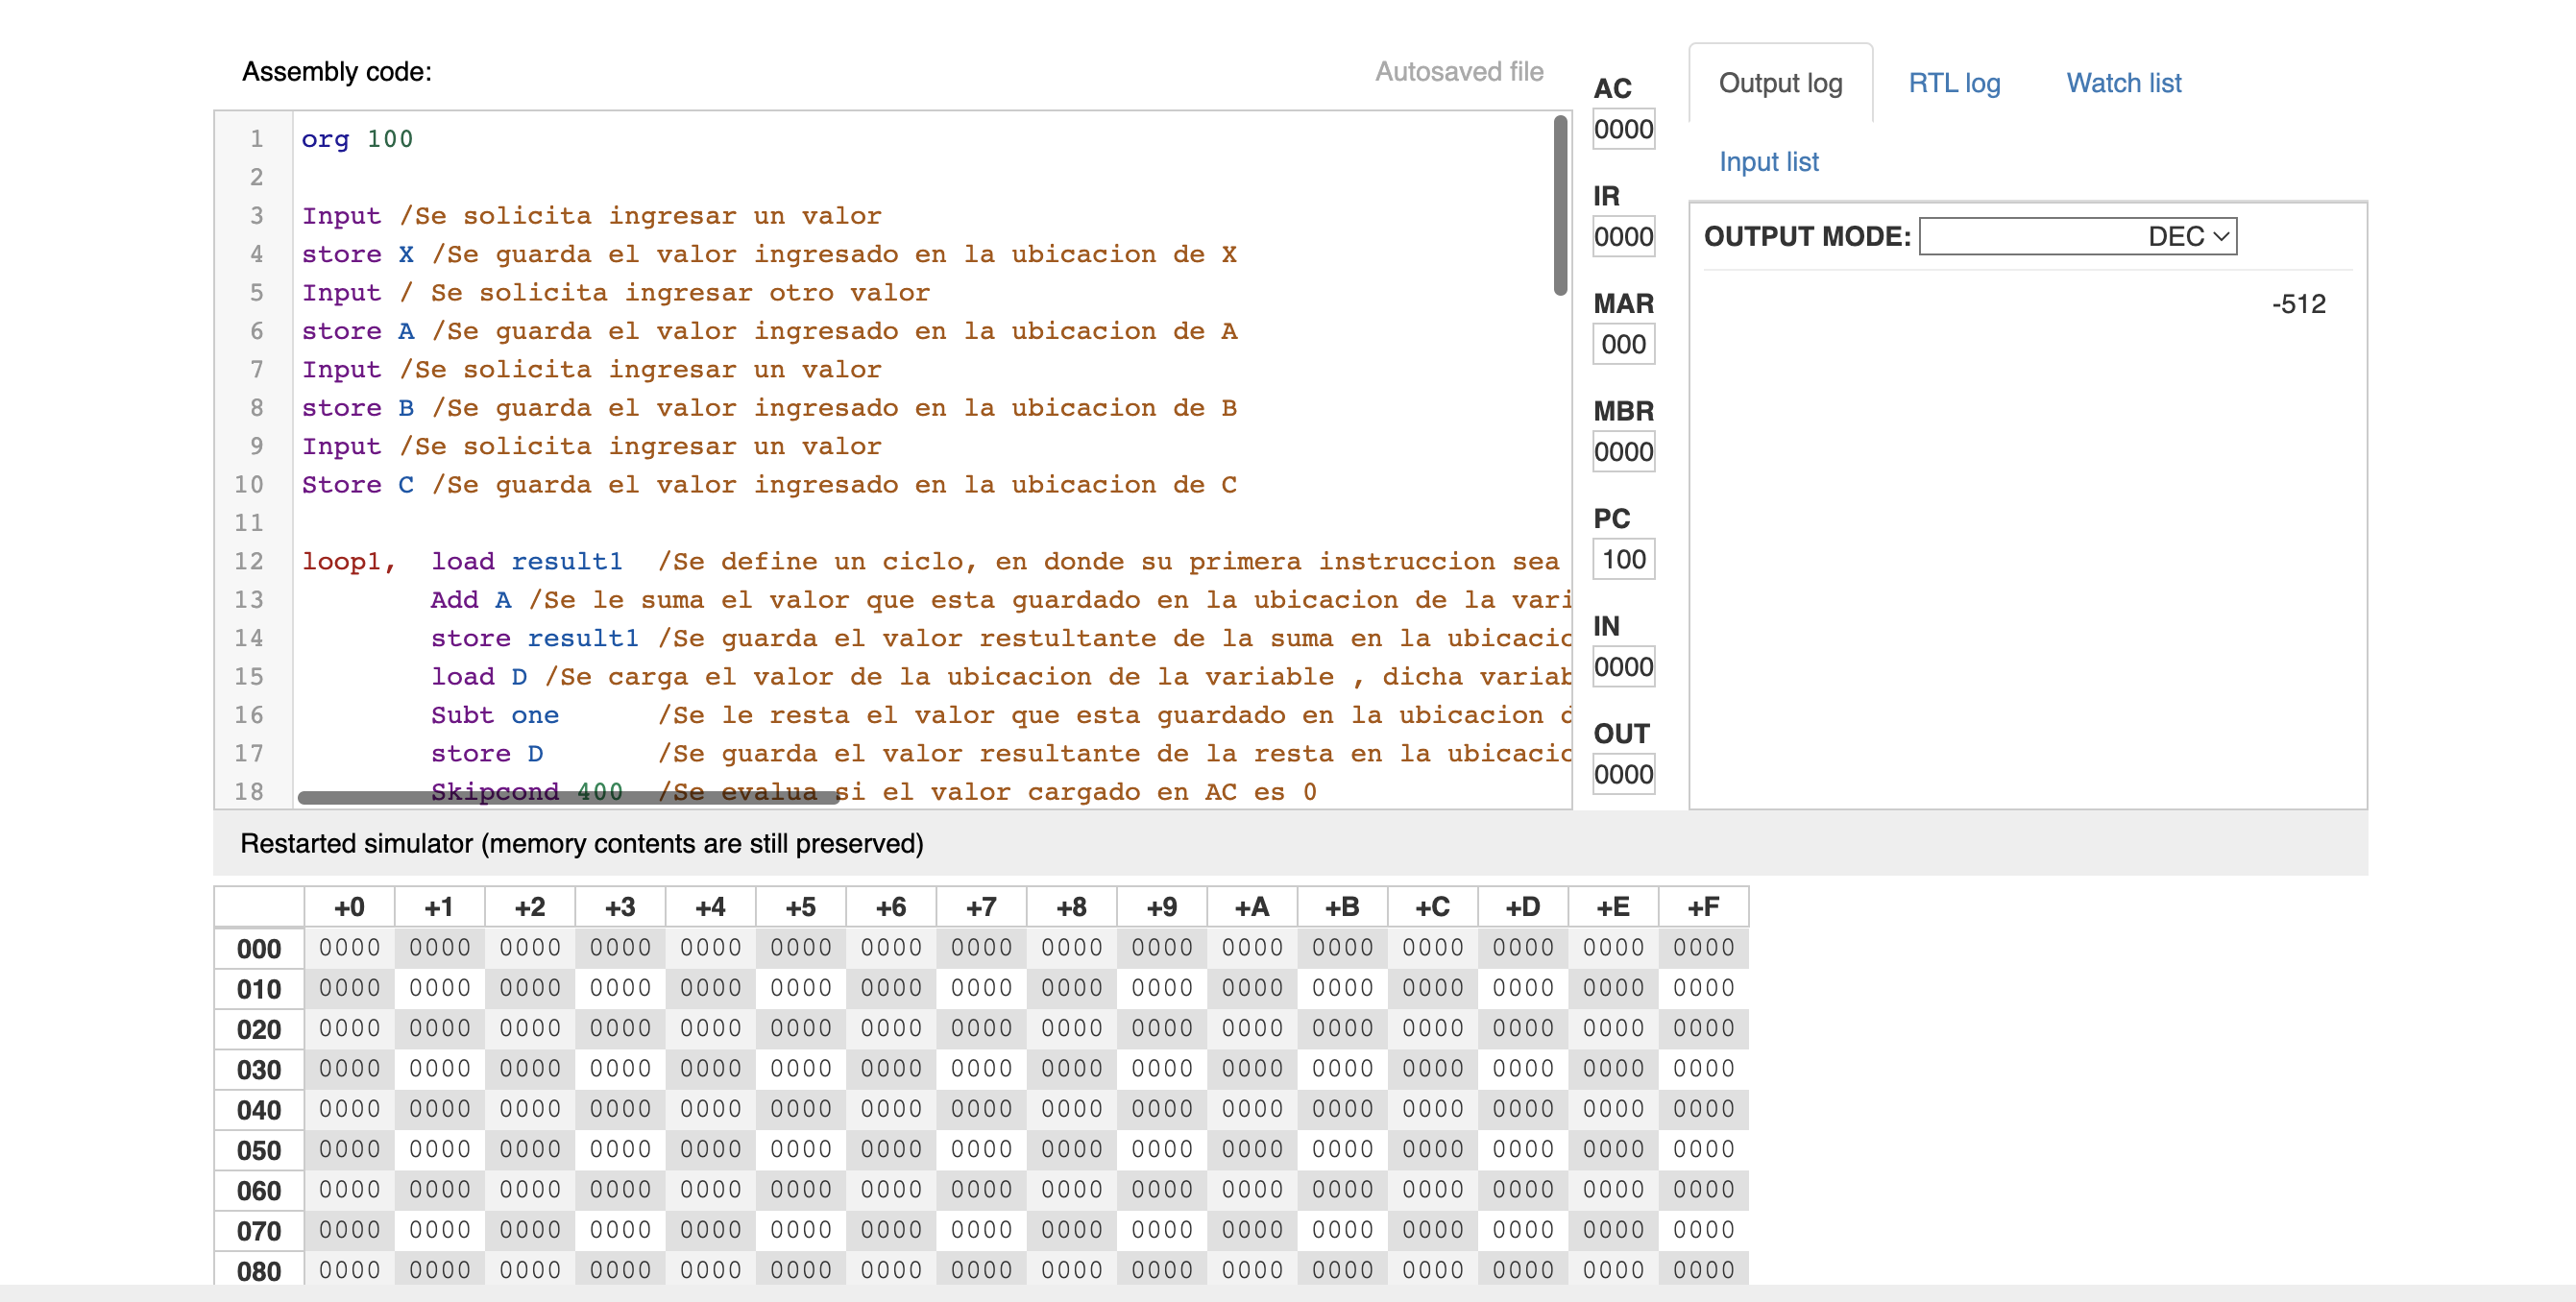 Assembly code:
Autosaved file
1 org 100
2
3 Input /Se solicita ingresar un valor
4 store X /Se guarda el valor ingresado en la ubicacion de X
5 Input / Se solicita ingresar otro valor
6 store A /Se guarda el valor ingresado en la ubicacion de A
7 Input /Se solicita ingresar un valor
8 store B /Se guarda el valor ingresado en la ubicacion de B
9 Input /Se solicita ingresar un valor
10 Store C /Se guarda el valor ingresado en la ubicacion de C
11
12 loop1, load result1 /Se define un ciclo, en donde su primera instruccion sea
13 Add A /Se le suma el valor que esta guardado en la ubicacion de la vari
14 store result1 /Se guarda el valor restultante de la suma en la ubicacio
15 load D /Se carga el valor de la ubicacion de la variable , dicha variab
16 Subt one /Se le resta el valor que esta guardado en la ubicacion d
17 store D /Se guarda el valor resultante de la resta en la ubicacio
18 Skipcond 400 /Se evalua si el valor cargado en AC es 0
AC
0000
IR
0000
MAR
000
MBR
0000
PC
100
IN
0000
OUT
0000
Output log
RTL log
Watch list
Input list
OUTPUT MODE: DEC
-512
Restarted simulator (memory contents are still preserved)
+0 +1 +2 +3 +4 +5 +6 +7 +8 +9 +A +B +C +D +E +F
000 0000 0000 0000 0000 0000 0000 0000 0000 0000 0000 0000 0000 0000 0000 0000 0000
010 0000 0000 0000 0000 0000 0000 0000 0000 0000 0000 0000 0000 0000 0000 0000 0000
020 0000 0000 0000 0000 0000 0000 0000 0000 0000 0000 0000 0000 0000 0000 0000 0000
030 0000 0000 0000 0000 0000 0000 0000 0000 0000 0000 0000 0000 0000 0000 0000 0000
040 0000 0000 0000 0000 0000 0000 0000 0000 0000 0000 0000 0000 0000 0000 0000 0000
050 0000 0000 0000 0000 0000 0000 0000 0000 0000 0000 0000 0000 0000 0000 0000 0000
060 0000 0000 0000 0000 0000 0000 0000 0000 0000 0000 0000 0000 0000 0000 0000 0000
070 0000 0000 0000 0000 0000 0000 0000 0000 0000 0000 0000 0000 0000 0000 0000 0000
080 0000 0000 0000 0000 0000 0000 0000 0000 0000 0000 0000 0000 0000 0000 0000 0000